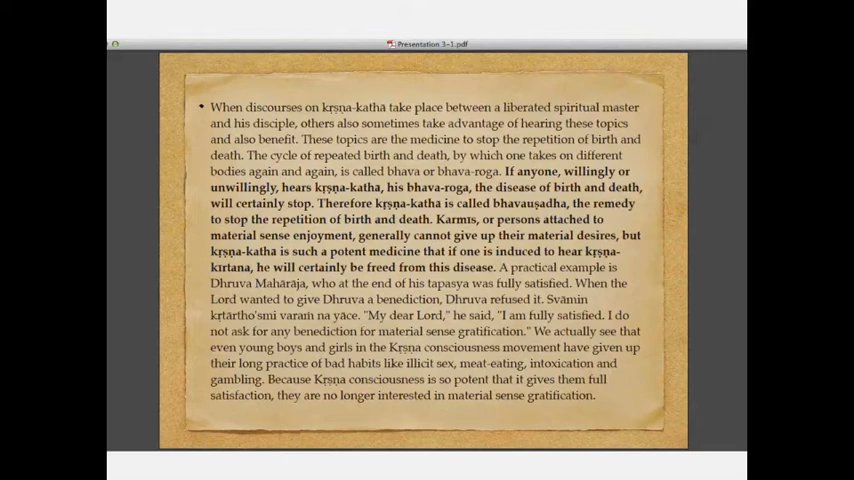 Presentation 3-1.pdf
• When discourses on kṛṣṇa-kathā take place between a liberated spiritual master
and his disciple, others also sometimes take advantage of hearing these topics
and also benefit. These topics are the medicine to stop the repetition of birth and
death. The cycle of repeated birth and death, by which one takes on different
bodies again and again, is called bhava or bhava-roga. If anyone, willingly or
unwillingly, hears kṛṣṇa-kathā, his bhava-roga, the disease of birth and death,
will certainly stop. Therefore kṛṣṇa-kathā is called bhavauṣadha, the remedy
to stop the repetition of birth and death. Karmīs, or persons attached to
material sense enjoyment, generally cannot give up their material desires, but
kṛṣṇa-kathā is such a potent medicine that if one is induced to hear kṛṣṇa-
kīrtana, he will certainly be freed from this disease. A practical example is
Dhruva Mahārāja, who at the end of his tapasya was fully satisfied. When the
Lord wanted to give Dhruva a benediction, Dhruva refused it. Svāmin
kṛtārtho'smi varaṁ na yāce. "My dear Lord," he said, "I am fully satisfied. I do
not ask for any benediction for material sense gratification." We actually see that
even young boys and girls in the Kṛṣṇa consciousness movement have given up
their long practice of bad habits like illicit sex, meat-eating, intoxication and
gambling. Because Kṛṣṇa consciousness is so potent that it gives them full
satisfaction, they are no longer interested in material sense gratification.